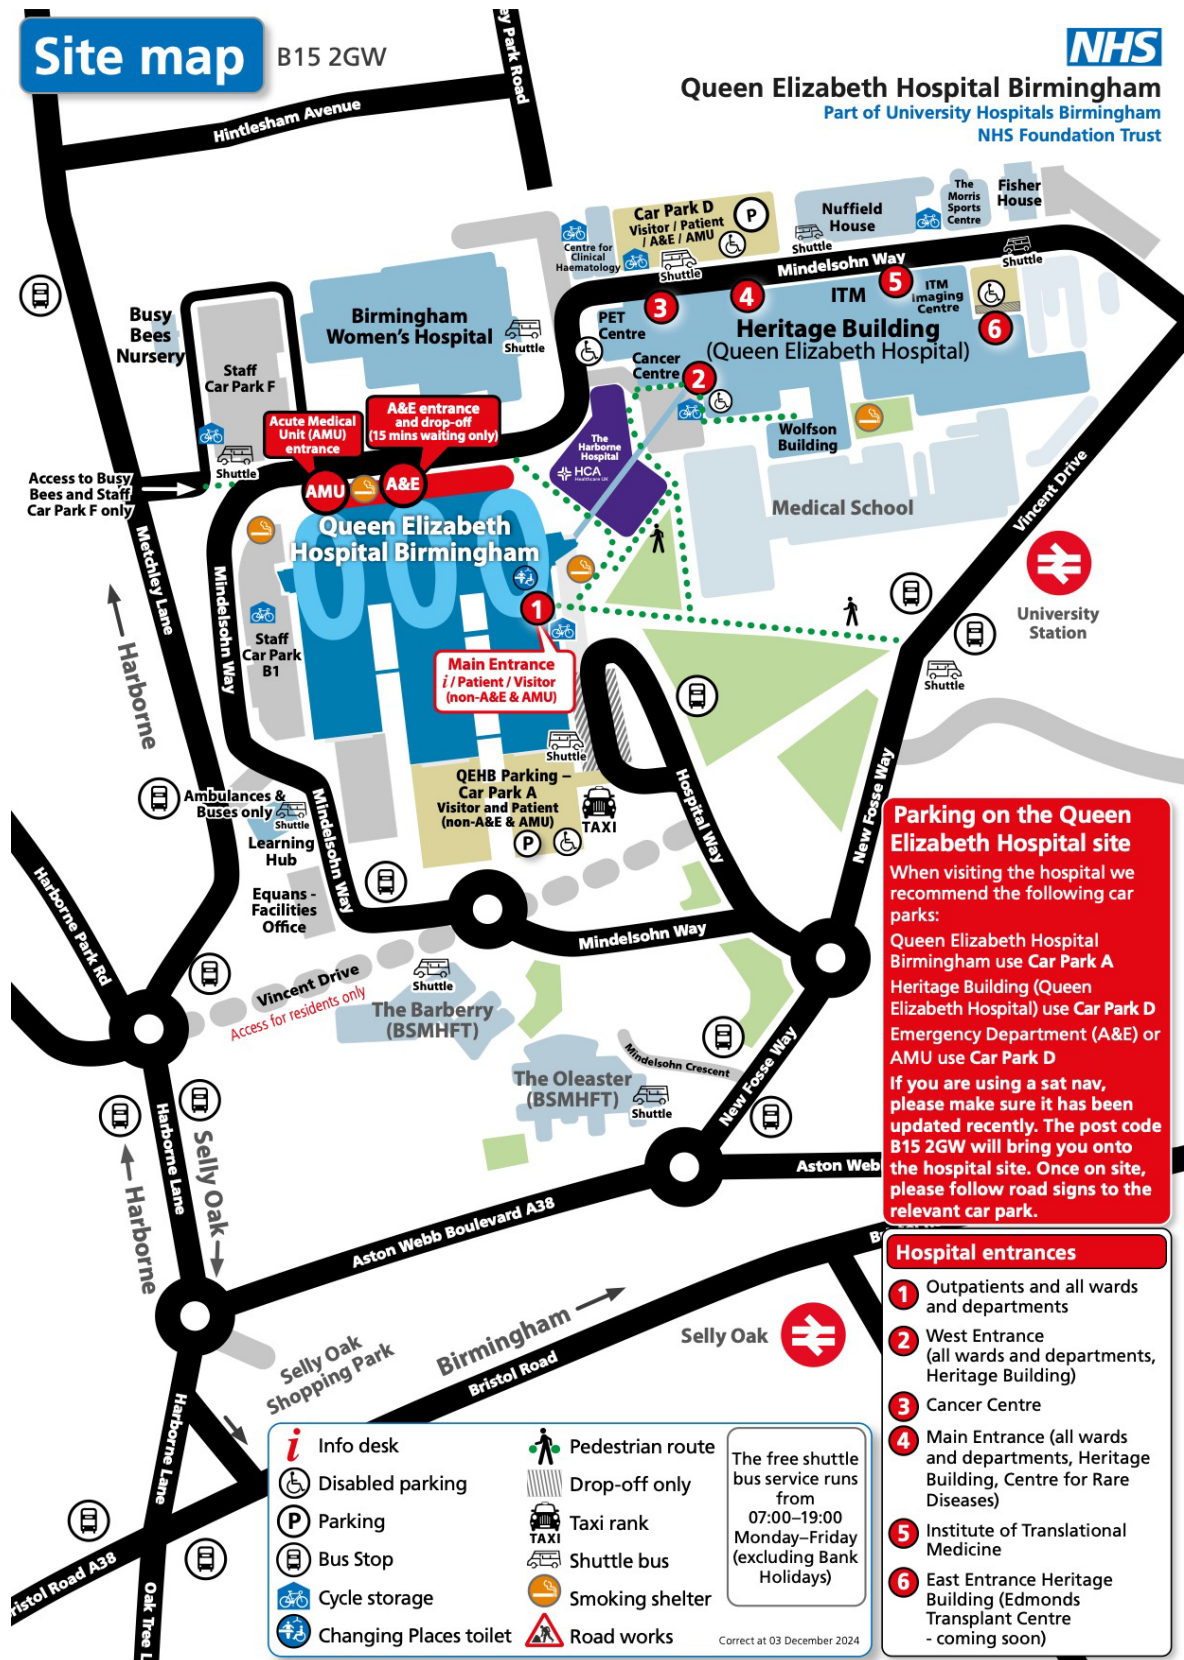 Site map
B15 2GW
NHS
Queen Elizabeth Hospital Birmingham
Part of University Hospitals Birmingham
NHS Foundation Trust
ey Park Road
Hintlesham Avenue
Fisher
House
The
Morris
Sports
Centre
Nuffield
House
Car Park D
Visitor / Patient
/ A&E / AMU
P
Centre for
Clinical
Haematology
Shuttle
Shuttle
Shuttle
Mindelsohn Way
ITM
ITM
imaging
Centre
3
4
5
6
PET
Centre
Heritage Building
(Queen Elizabeth Hospital)
Cancer
Centre
2
Wolfson
Building
Medical School
Busy
Bees
Nursery
Staff
Car Park F
Birmingham
Women's Hospital
Shuttle
A&E entrance
and drop-off
(15 mins waiting only)
Acute Medical
Unit (AMU)
entrance
The
Harborne
Hospital
HCA
Healthcare UK
Shuttle
Access to Busy
Bees and Staff
Car Park F only
AMU
A&E
Queen Elizabeth
Hospital Birmingham
Vincent Drive
University
Station
Metchley Lane
Mindelsohn Way
Harborne
1
Staff
Car Park
B1
Main Entrance
i / Patient / Visitor
(non-A&E & AMU)
Shuttle
Shuttle
QEHB Parking –
Car Park A
Visitor and Patient
(non-A&E & AMU)
P
TAXI
Hospital Way
New Fosse Way
Ambulances &
Buses only
Shuttle
Learning
Hub
Mindelsohn Way
Equans -
Facilities
Office
Harborne Park Rd
Mindelsohn Way
Vincent Drive
Access for residents only
Shuttle
The Barberry
(BSMHFT)
The Oleaster
(BSMHFT)
Shuttle
Mindelsohn Crescent
New Fosse Way
Harborne Lane
Selly Oak
Harborne
Aston Webb
Aston Webb Boulevard A38
Selly Oak
Shopping Park
Birmingham
Bristol Road
Selly Oak
Harborne Lane
Bristol Road A38
Oak Tree L
Parking on the Queen
Elizabeth Hospital site
When visiting the hospital we
recommend the following car
parks:
Queen Elizabeth Hospital
Birmingham use Car Park A
Heritage Building (Queen
Elizabeth Hospital) use Car Park D
Emergency Department (A&E) or
AMU use Car Park D
If you are using a sat nav,
please make sure it has been
updated recently. The post code
B15 2GW will bring you onto
the hospital site. Once on site,
please follow road signs to the
relevant car park.
Hospital entrances
1 Outpatients and all wards
and departments
2 West Entrance
(all wards and departments,
Heritage Building)
3 Cancer Centre
4 Main Entrance (all wards
and departments, Heritage
Building, Centre for Rare
Diseases)
5 Institute of Translational
Medicine
6 East Entrance Heritage
Building (Edmonds
Transplant Centre
- coming soon)
i Info desk
Disabled parking
P Parking
Bus Stop
Cycle storage
Changing Places toilet
Pedestrian route
Drop-off only
TAXI Taxi rank
Shuttle bus
Smoking shelter
Road works
The free shuttle
bus service runs
from
07:00–19:00
Monday–Friday
(excluding Bank
Holidays)
Correct at 03 December 2024